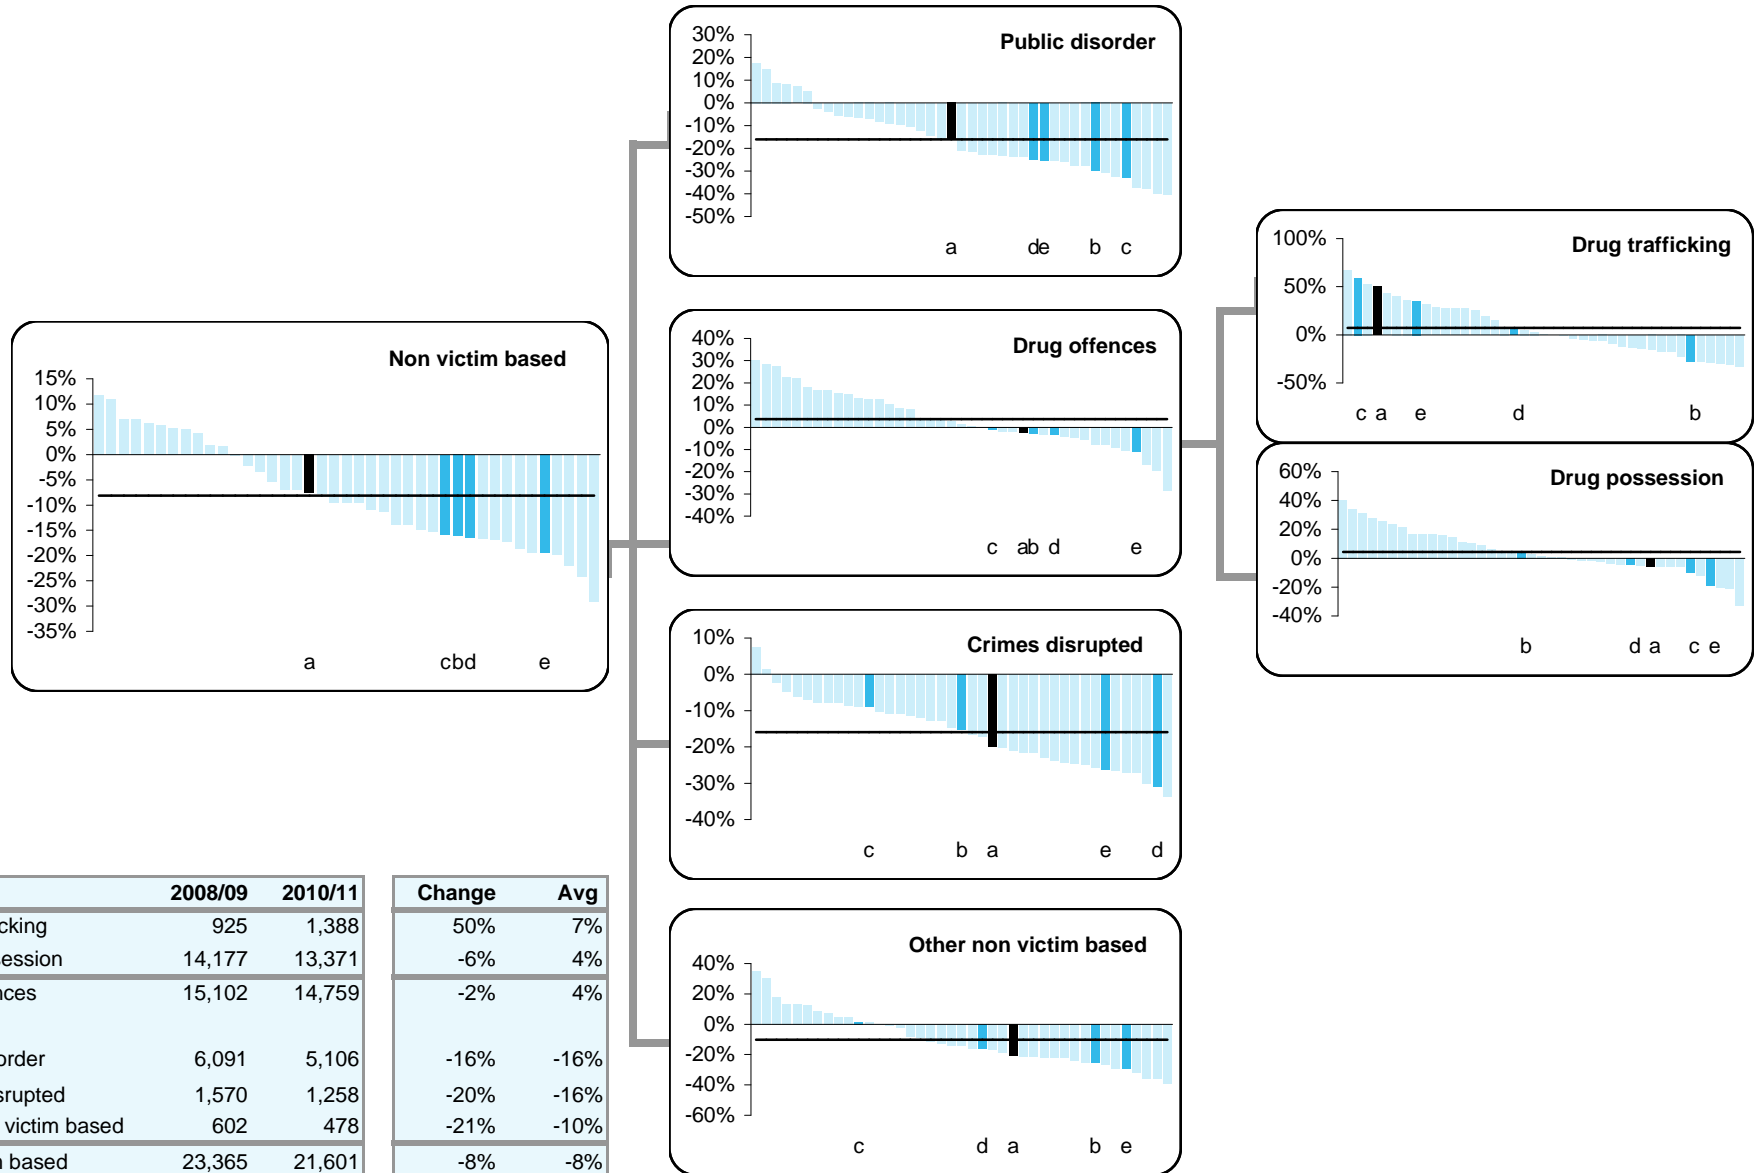 Public disorder
30%
20%
10%
0%
-10%
-20%
-30%
-40%
-50%
a de b c
Drug trafficking
100%
50%
0%
-50%
c a e d b
Non victim based
15%
10%
5%
0%
-5%
-10%
-15%
-20%
-25%
-30%
-35%
a cbd e
Drug offences
40%
30%
20%
10%
0%
-10%
-20%
-30%
-40%
c ab d e
Drug possession
60%
40%
20%
0%
-20%
-40%
b d a c e
Crimes disrupted
10%
0%
-10%
-20%
-30%
-40%
c b a e d
Other non victim based
40%
20%
0%
-20%
-40%
-60%
c d a b e
2008/09 2010/11 Change Avg
cking 925 1,388 50% 7%
session 14,177 13,371 -6% 4%
nces 15,102 14,759 -2% 4%
order 6,091 5,106 -16% -16%
srupted 1,570 1,258 -20% -16%
victim based 602 478 -21% -10%
n based 23,365 21,601 -8% -8%